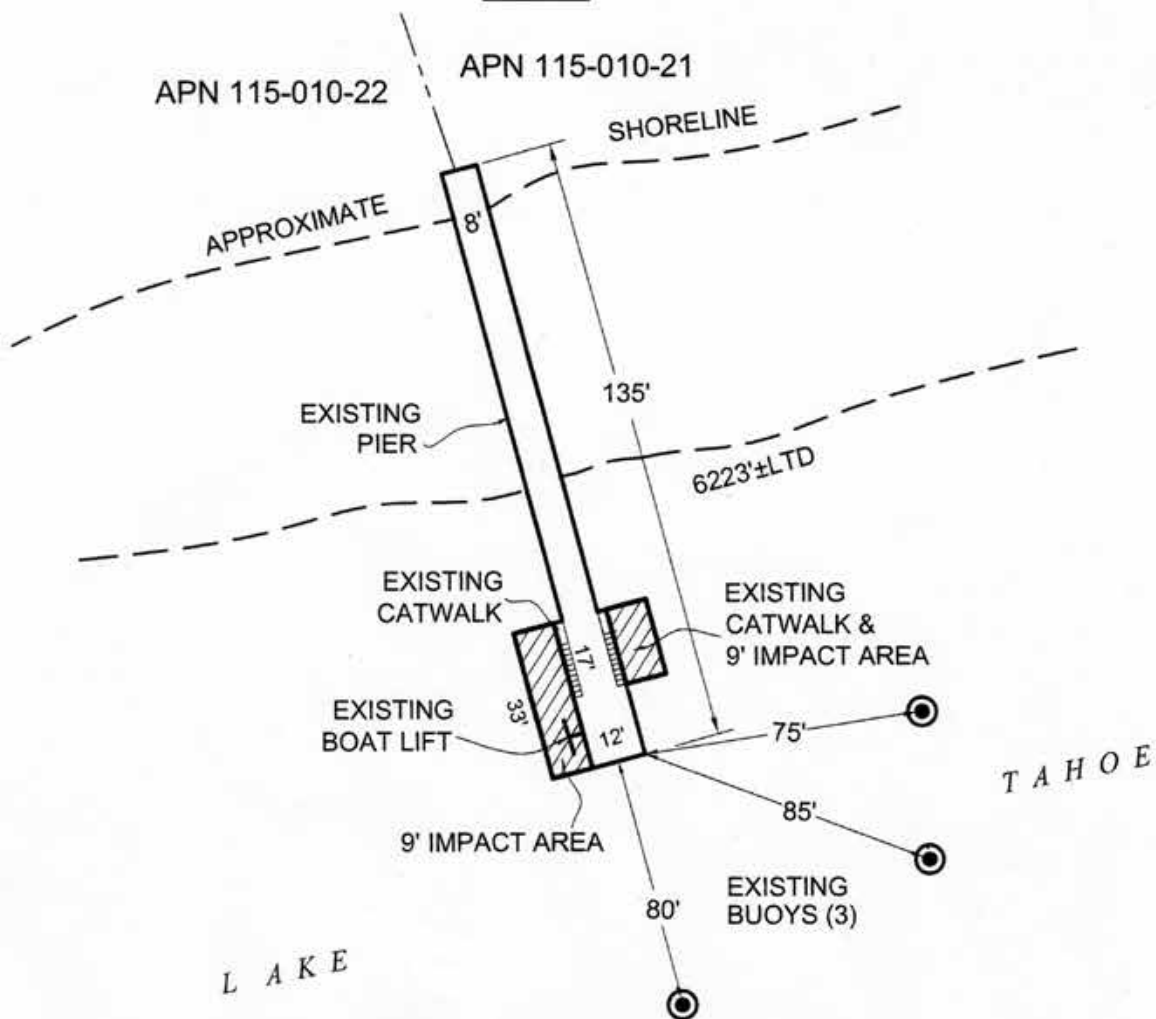 APN 115-010-22
APN 115-010-21
SHORELINE
APPROXIMATE
8'
135'
EXISTING
PIER
6223'±LTD
EXISTING
CATWALK
EXISTING
CATWALK &
9' IMPACT AREA
17'
33'
EXISTING
BOAT LIFT
12'
75'
TAHOE
85'
9' IMPACT AREA
EXISTING
BUOYS (3)
80'
LAKE